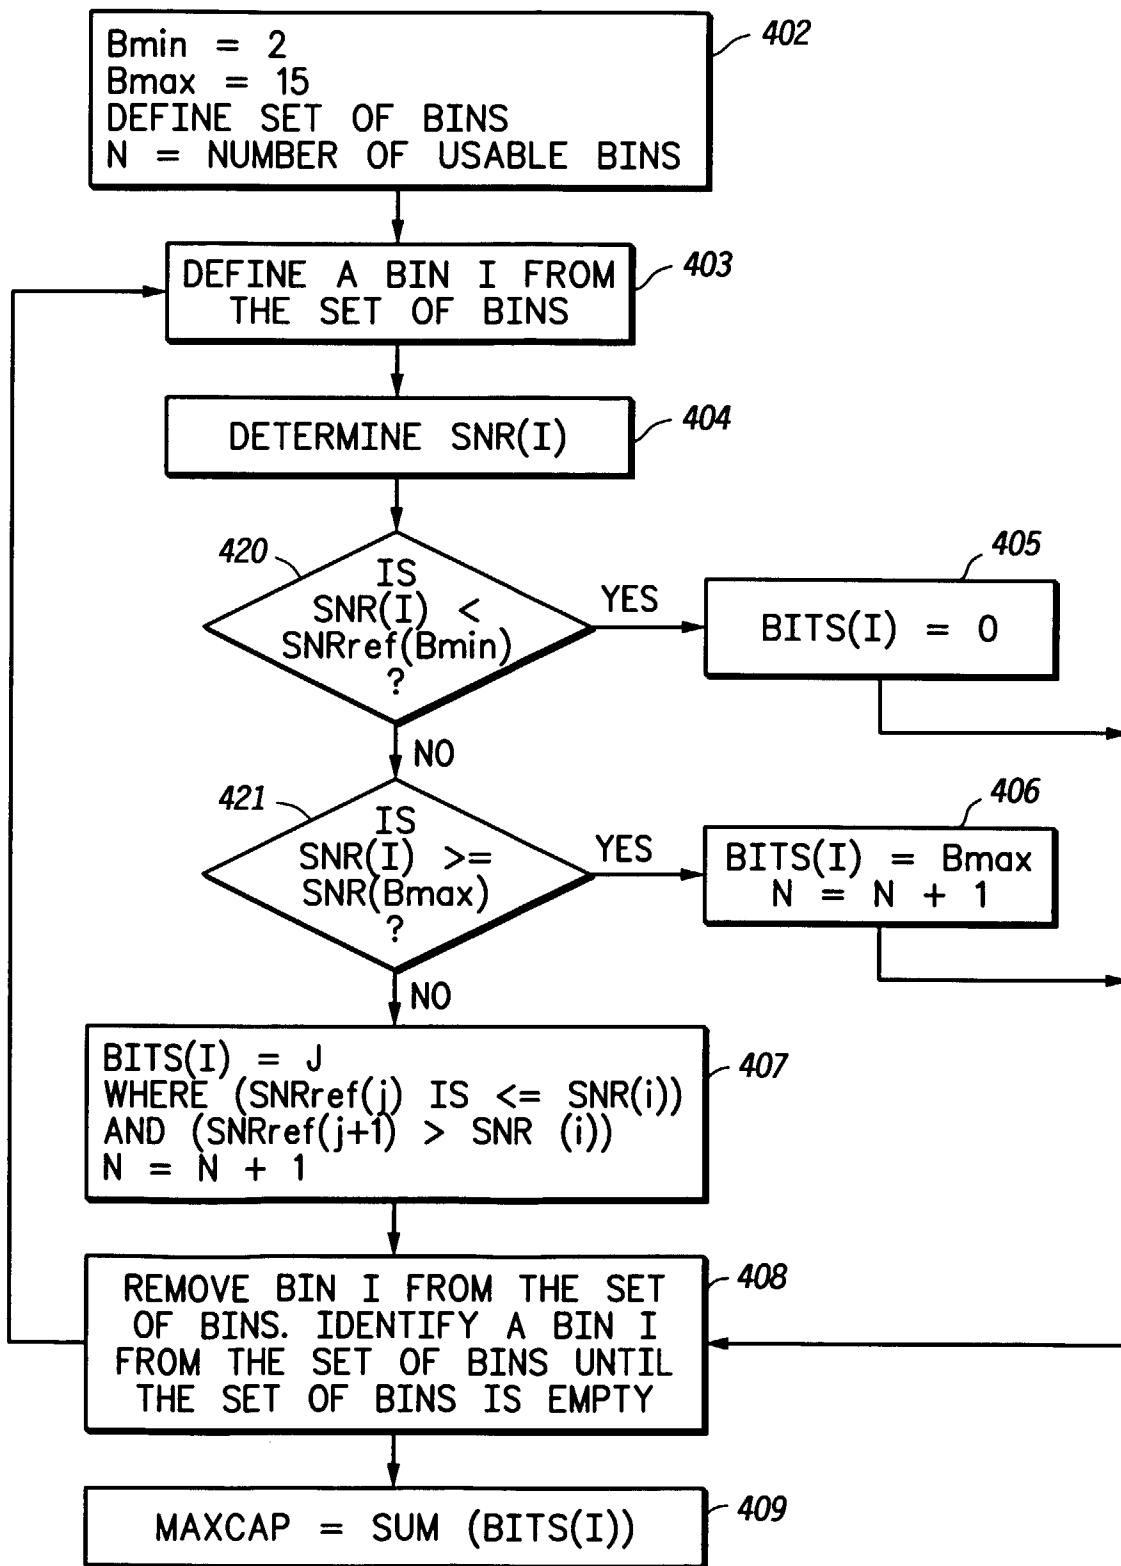 402
Bmin = 2
Bmax = 15
DEFINE SET OF BINS
N = NUMBER OF USABLE BINS
403
DEFINE A BIN I FROM
THE SET OF BINS
404
DETERMINE SNR(I)
420
IS
SNR(I) <
SNRref(Bmin)
?
YES
405
BITS(I) = 0
NO
421
IS
SNR(I) >=
SNR(Bmax)
?
YES
406
BITS(I) = Bmax
N = N + 1
NO
407
BITS(I) = J
WHERE (SNRref(j) IS <= SNR(i))
AND (SNRref(j+1) > SNR (i))
N = N + 1
408
REMOVE BIN I FROM THE SET
OF BINS. IDENTIFY A BIN I
FROM THE SET OF BINS UNTIL
THE SET OF BINS IS EMPTY
409
MAXCAP = SUM (BITS(I))